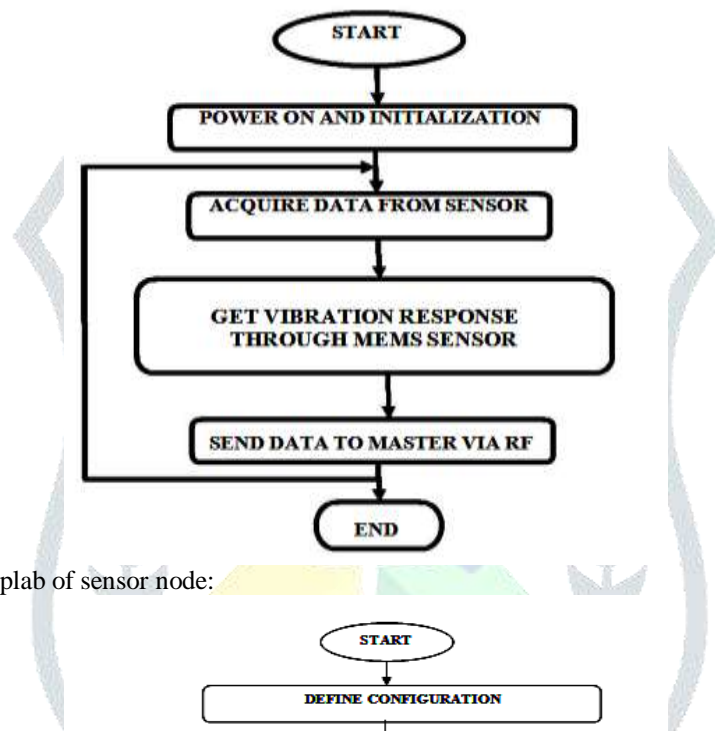 START
POWER ON AND INITIALIZATION
ACQUIRE DATA FROM SENSOR
GET VIBRATION RESPONSE
THROUGH MEMS SENSOR
SEND DATA TO MASTER VIA RF
END
plab of sensor node:
START
DEFINE CONFIGURATION